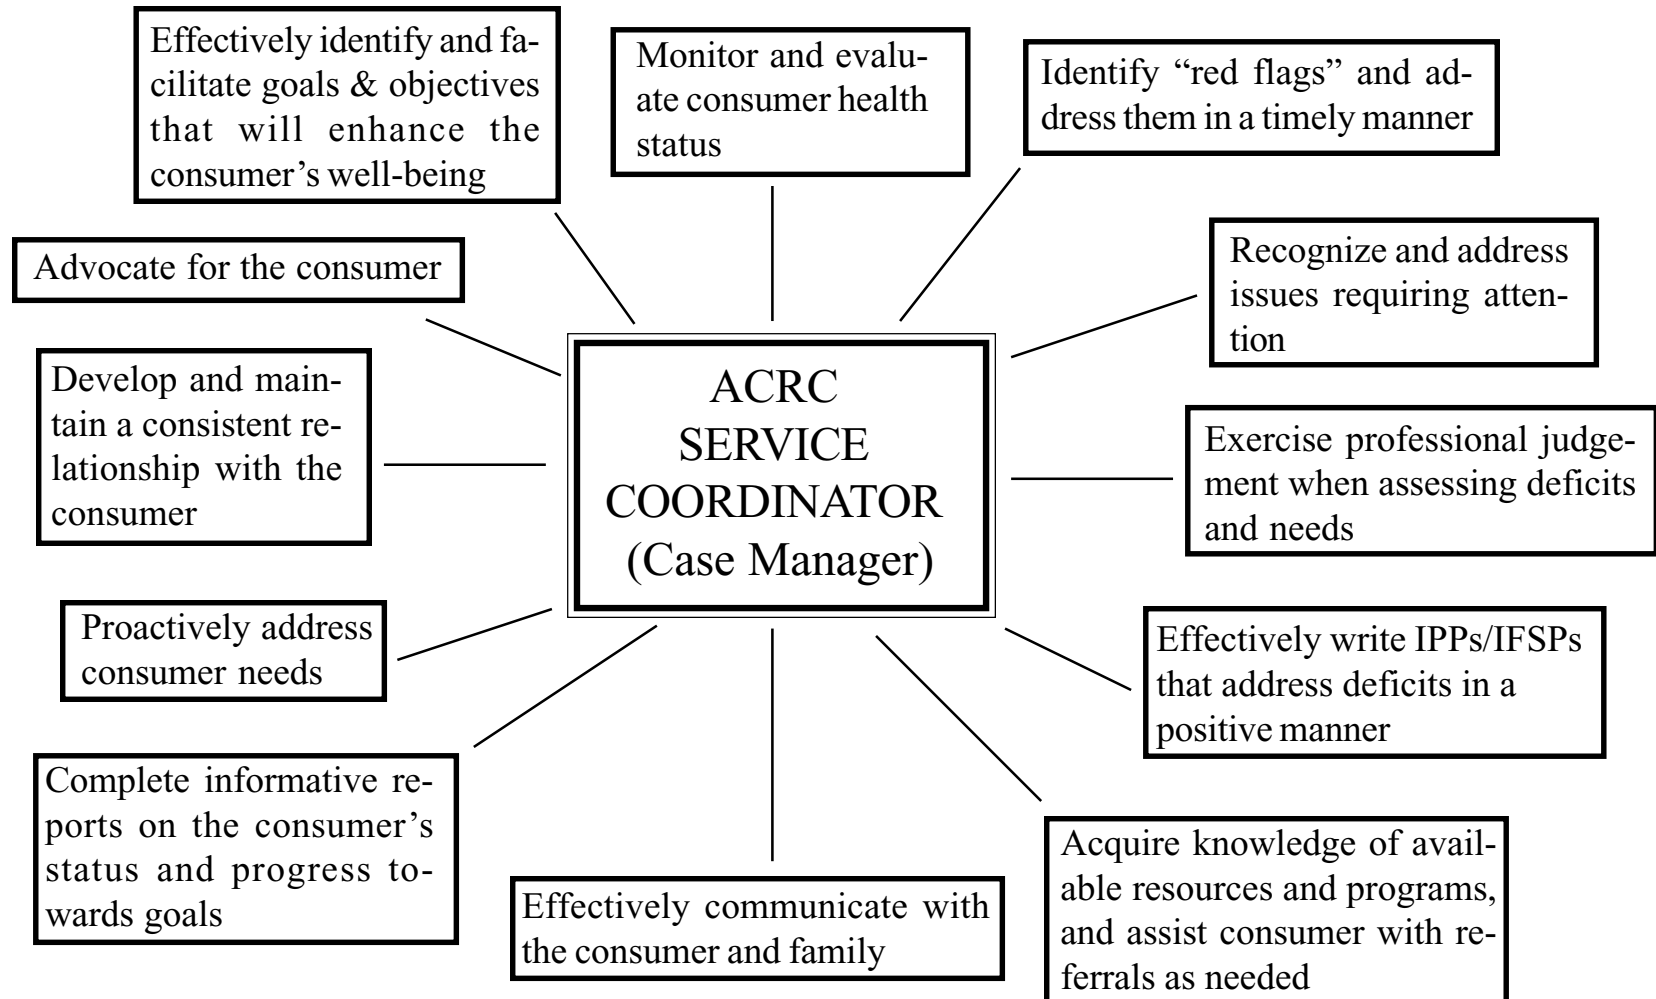 Effectively identify and fa-
cilitate goals & objectives
that will enhance the
consumer’s well-being
Monitor and evalu-
ate consumer health
status
Identify “red flags” and ad-
dress them in a timely manner
Advocate for the consumer
Recognize and address
issues requiring atten-
tion
Develop and main-
tain a consistent re-
lationship with the
consumer
ACRC
SERVICE
COORDINATOR
(Case Manager)
Exercise professional judge-
ment when assessing deficits
and needs
Proactively address
consumer needs
Effectively write IPPs/IFSPs
that address deficits in a
positive manner
Complete informative re-
ports on the consumer’s
status and progress to-
wards goals
Effectively communicate with
the consumer and family
Acquire knowledge of avail-
able resources and programs,
and assist consumer with re-
ferrals as needed